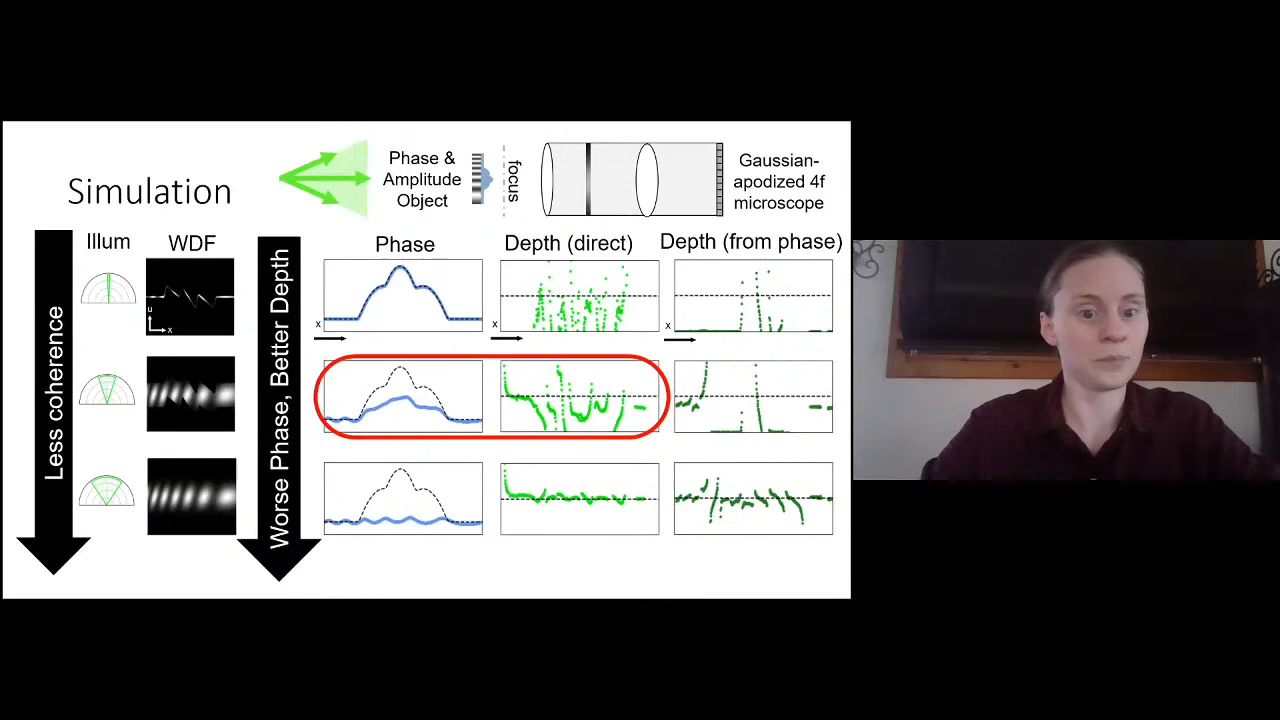 Simulation
Phase &
Amplitude
Object
focus
Gaussian-
apodized 4f
microscope
Illum
WDF
Phase
Depth (direct)
Depth (from phase)
Less coherence
Worse Phase, Better Depth
u
x
x
x
x